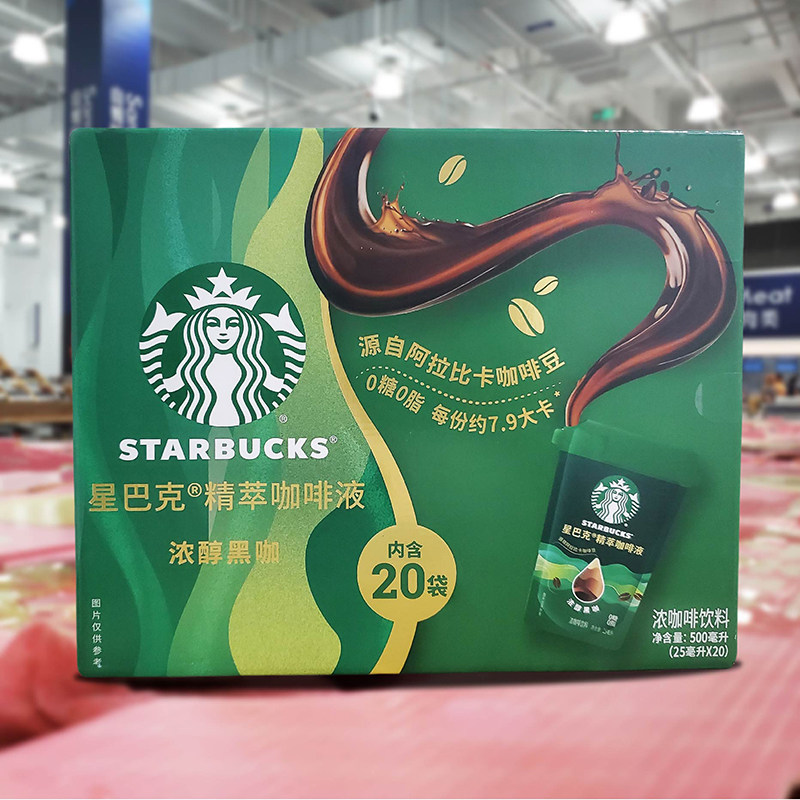 STARBUCKS®
星巴克®精萃咖啡液
浓醇黑咖
图片仅供参考
源自阿拉比卡咖啡豆
0糖0脂 每份约7.9大卡*
内含
20袋
STARBUCKS
星巴克®精萃咖啡液
浓醇黑咖
浓咖啡饮料
净含量: 500毫升
(25毫升X20)
Meat
肉类